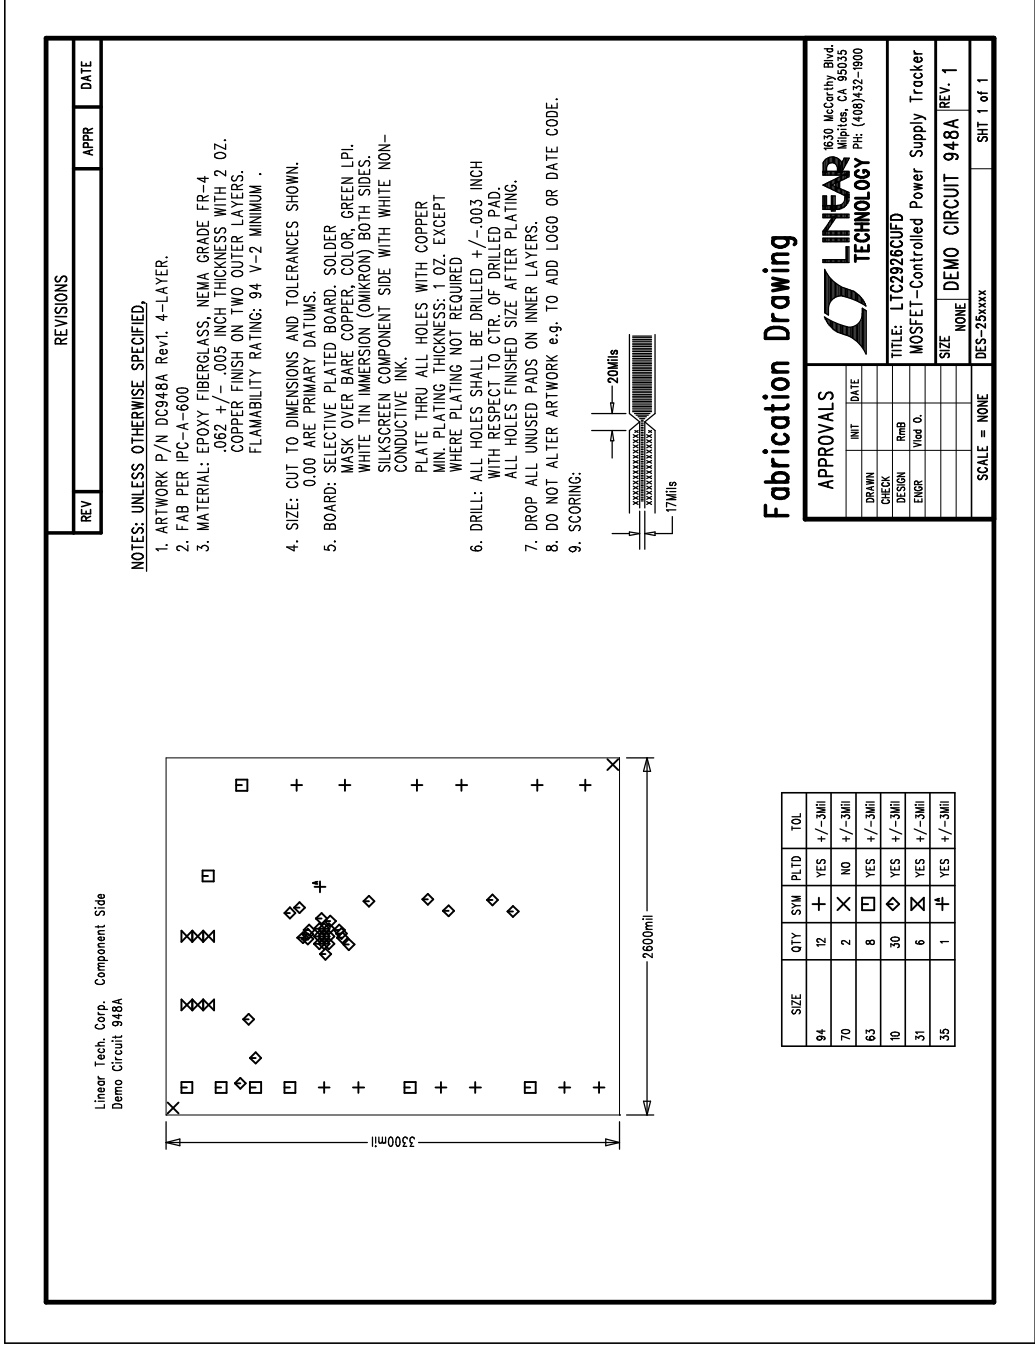 REVISIONS
REV
APPR
DATE
NOTES: UNLESS OTHERWISE SPECIFIED,
1. ARTWORK P/N DC948A Rev1. 4-LAYER.
2. FAB PER IPC-A-600
3. MATERIAL: EPOXY FIBERGLASS, NEMA GRADE FR-4
.062 +/- .005 INCH THICKNESS WITH 2 OZ.
COPPER FINISH ON TWO OUTER LAYERS.
FLAMABILITY RATING: 94 V-2 MINIMUM .
4. SIZE: CUT TO DIMENSIONS AND TOLERANCES SHOWN.
0.00 ARE PRIMARY DATUMS.
5. BOARD: SELECTIVE PLATED BOARD. SOLDER
MASK OVER BARE COPPER, COLOR, GREEN LPI.
WHITE TIN IMMERSION (OMIKRON) BOTH SIDES.
SILKSCREEN COMPONENT SIDE WITH WHITE NON-
CONDUCTIVE INK.
PLATE THRU ALL HOLES WITH COPPER
MIN. PLATING THICKNESS: 1 OZ. EXCEPT
WHERE PLATING NOT REQUIRED
6. DRILL: ALL HOLES SHALL BE DRILLED +/-.003 INCH
WITH RESPECT TO CTR. OF DRILLED PAD.
ALL HOLES FINISHED SIZE AFTER PLATING.
7. DROP ALL UNUSED PADS ON INNER LAYERS.
8. DO NOT ALTER ARTWORK e.g. TO ADD LOGO OR DATE CODE.
9. SCORING:
20Mils
17Mils
xxxxxxxxxxxxxxx
xxxxxxxxxxxxxxx
Linear Tech. Corp. Component Side
Demo Circuit 948A
3300mil
2600mil
SIZE QTY SYM PLTD TOL
94 12 YES +/-3Mil
70 2 NO +/-3Mil
63 8 YES +/-3Mil
10 30 YES +/-3Mil
31 6 YES +/-3Mil
35 1 YES +/-3Mil
Fabrication Drawing
APPROVALS
INIT DATE
DRAWN
CHECK
DESIGN RmB
ENGR Vlad O.
SCALE = NONE
LINEAR
TECHNOLOGY
1630 McCarthy Blvd.
Milpitas, CA 95035
PH: (408)432-1900
TITLE: LTC2926CUFD
MOSFET-Controlled Power Supply Tracker
SIZE
NONE
DEMO CIRCUIT 948A
REV. 1
DES-25xxxx
SHT 1 of 1